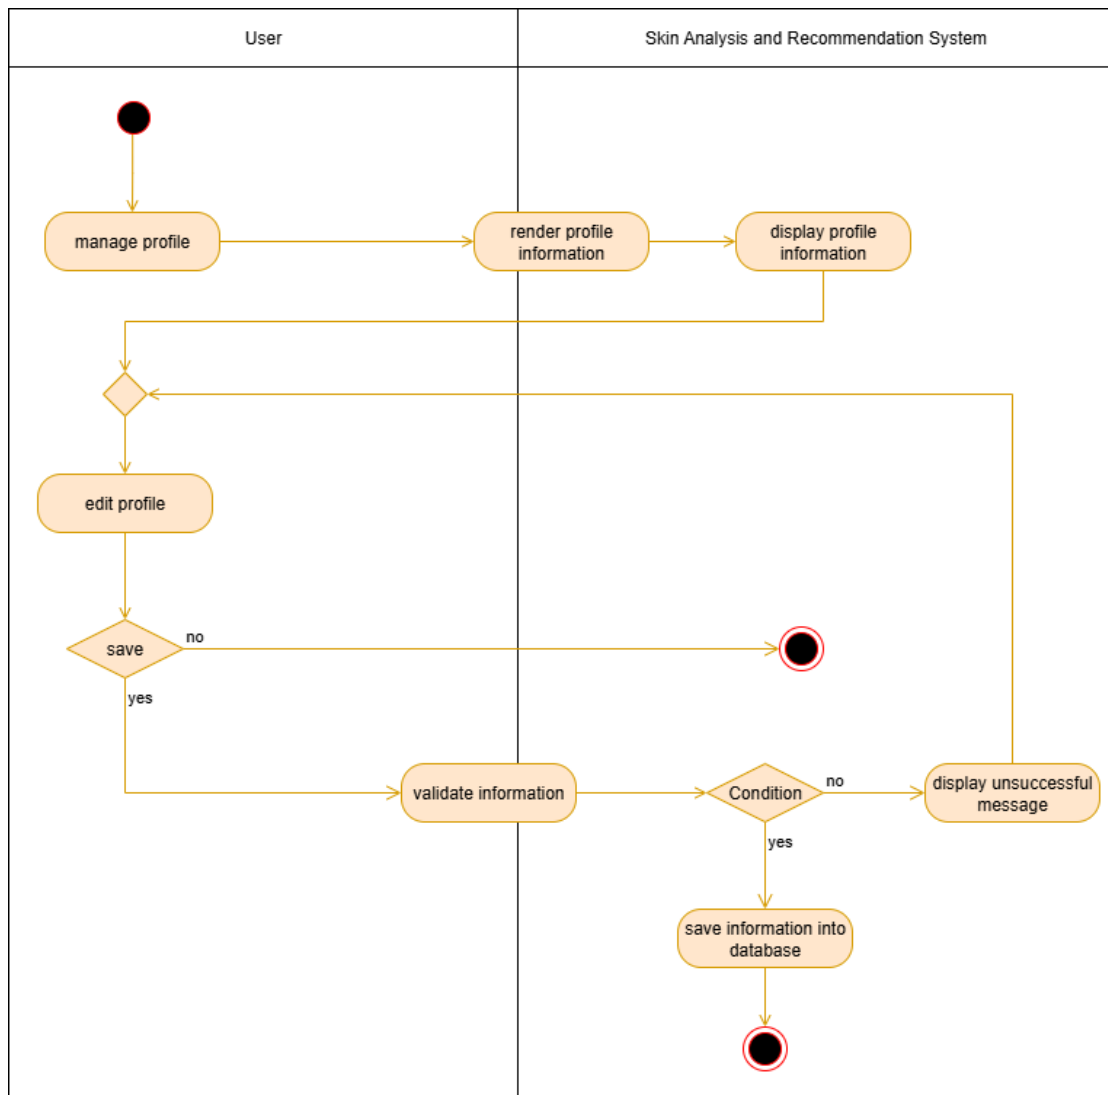 User
Skin Analysis and Recommendation System
manage profile
render profile
information
display profile
information
edit profile
save
no
yes
validate information
Condition
no
display unsuccessful
message
yes
save information into
database